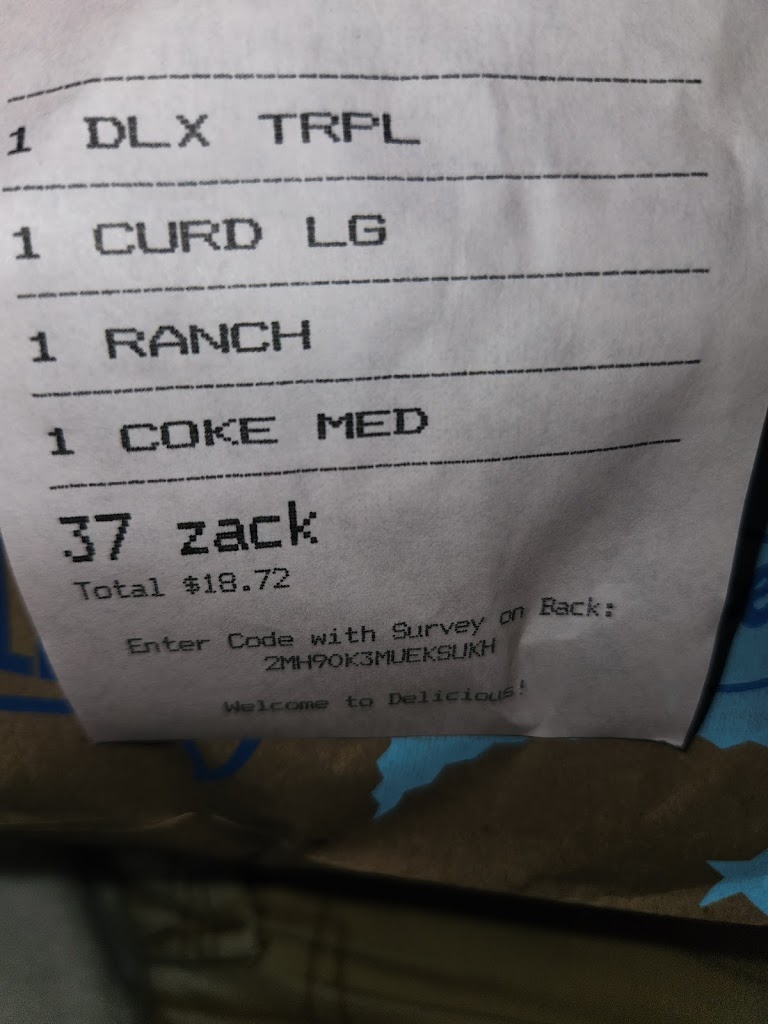 1 DLX TRPL
1 CURD LG
1 RANCH
1 COKE MED
37 zack
Total $18.72
Enter Code with Survey on Back:
2MH9OK3MUEKSUKH
Welcome to Delicious!